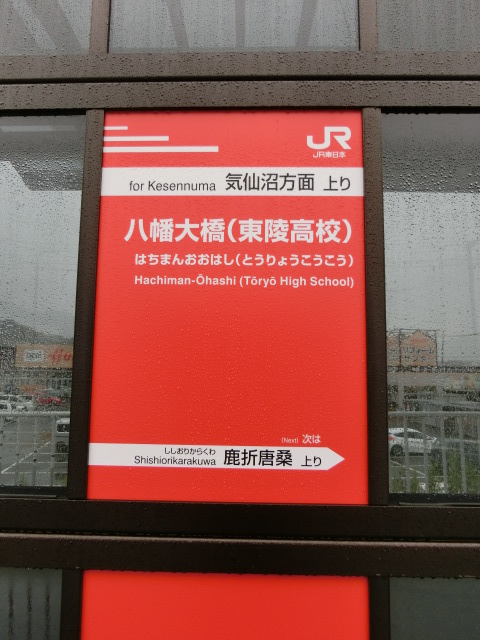 JR
JR東日本
for Kesennuma 気仙沼方面 上り
八幡大橋(東陵高校)
はちまんおおはし(とうりょうこうこう)
Hachiman-Ōhashi (Tōryō High School)
(Next) 次は
ししおりからくわ
Shishiorikarakuwa 鹿折唐桑 上り